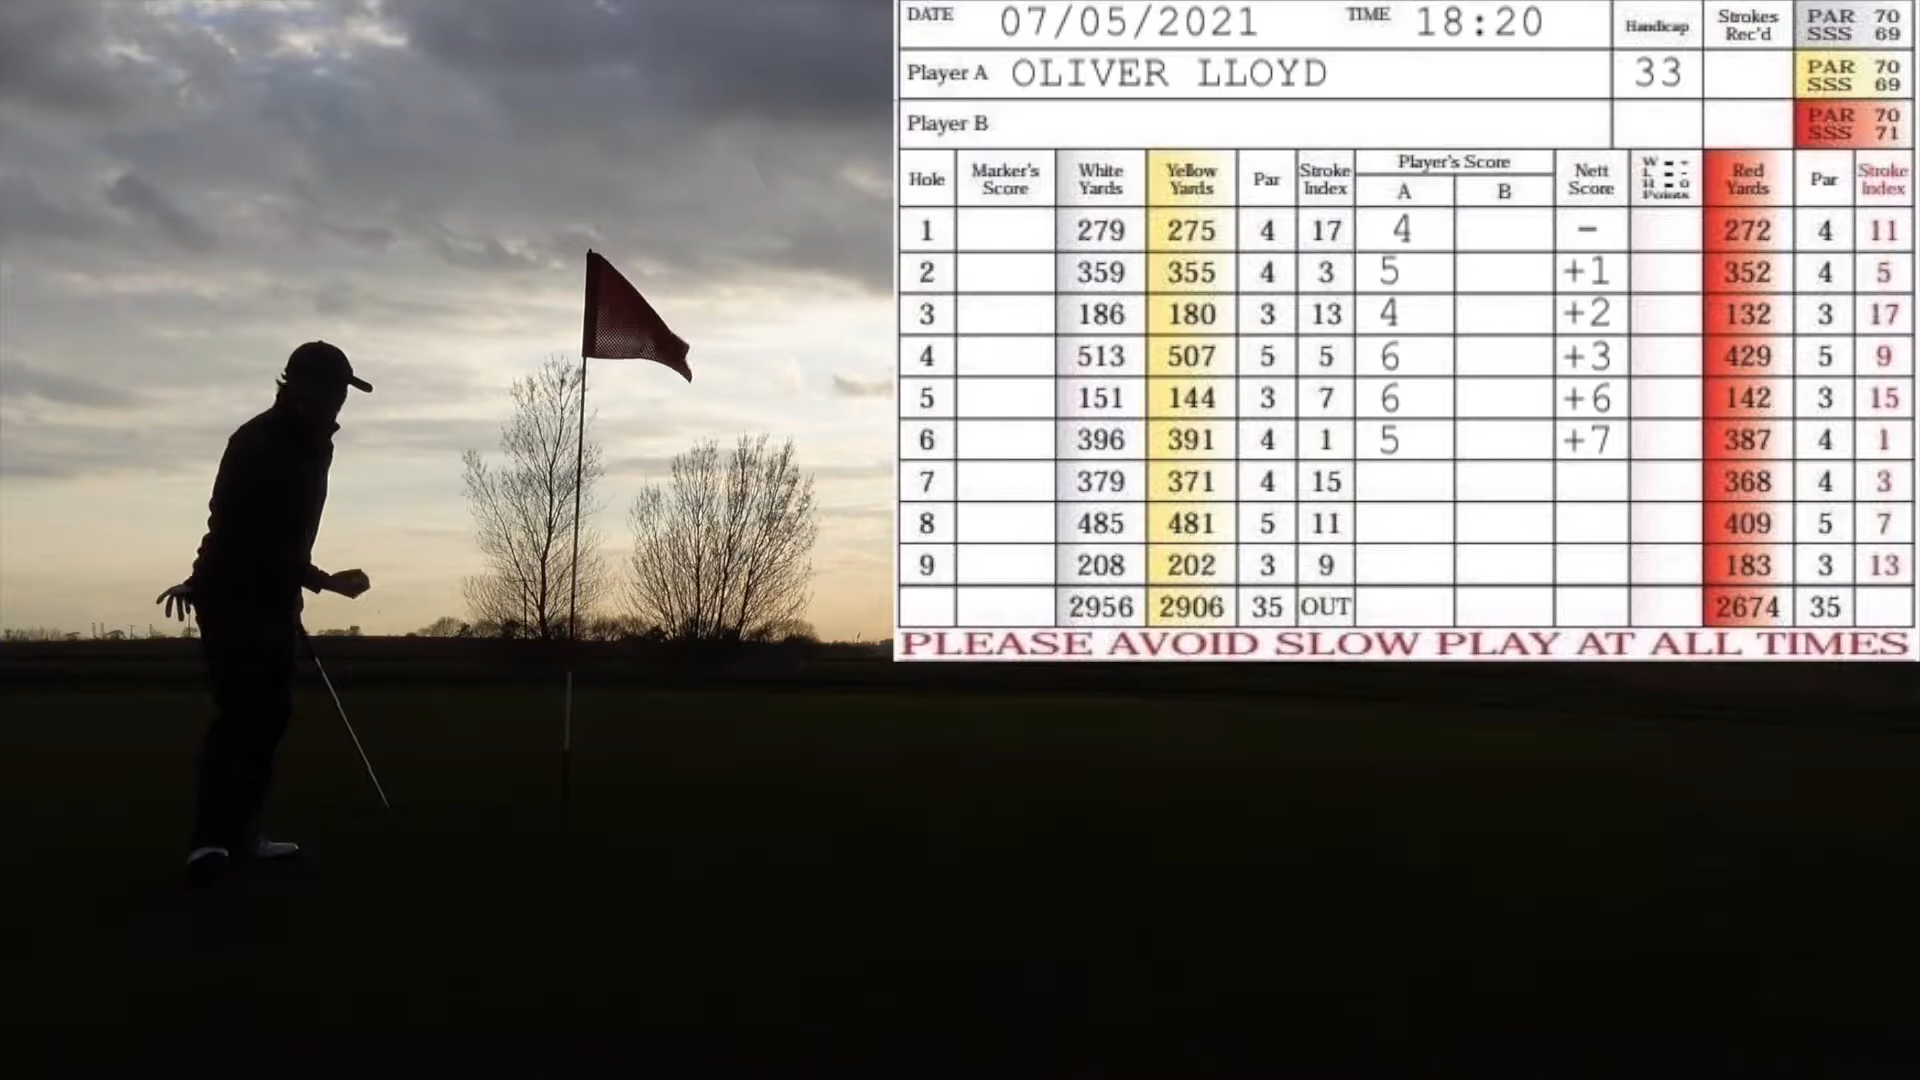 DATE 07/05/2021 TIME 18:20 Handicap Strokes Rec'd PAR 70 SSS 69
Player A OLIVER LLOYD 33 PAR 70 SSS 69
Player B PAR 70 SSS 71
Hole Marker's Score White Yards Yellow Yards Par Stroke Index Player's Score A B Nett Score W = + L = - H = 0 Points Red Yards Par Stroke Index
1 279 275 4 17 4 - 272 4 11
2 359 355 4 3 5 +1 352 4 5
3 186 180 3 13 4 +2 132 3 17
4 513 507 5 5 6 +3 429 5 9
5 151 144 3 7 6 +6 142 3 15
6 396 391 4 1 5 +7 387 4 1
7 379 371 4 15 368 4 3
8 485 481 5 11 409 5 7
9 208 202 3 9 183 3 13
2956 2906 35 OUT 2674 35
PLEASE AVOID SLOW PLAY AT ALL TIMES